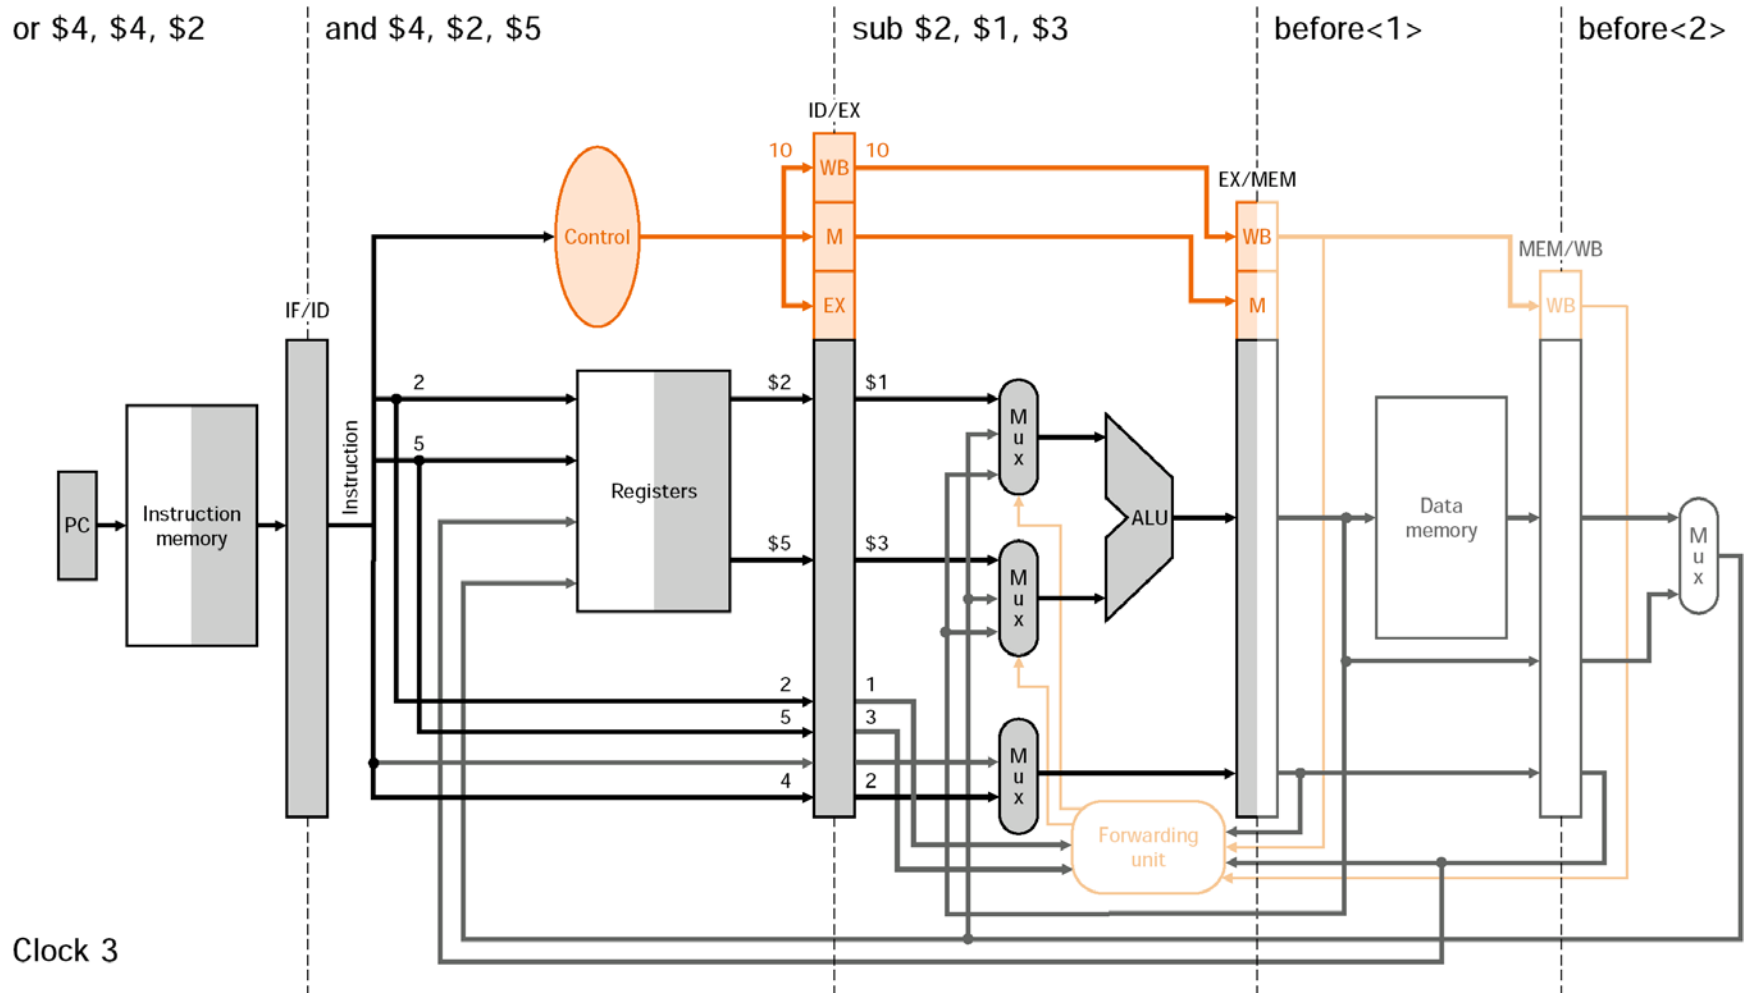 or $4, $4, $2
and $4, $2, $5
sub $2, $1, $3
before<1>
before<2>
ID/EX
10
WB
10
EX/MEM
Control
M
WB
MEM/WB
EX
M
WB
IF/ID
2
$2
$1
M
u
x
Instruction
5
Registers
ALU
PC
Instruction
memory
Data
memory
M
u
x
$5
$3
M
u
x
2
1
5
3
M
u
x
4
2
Forwarding
unit
Clock 3